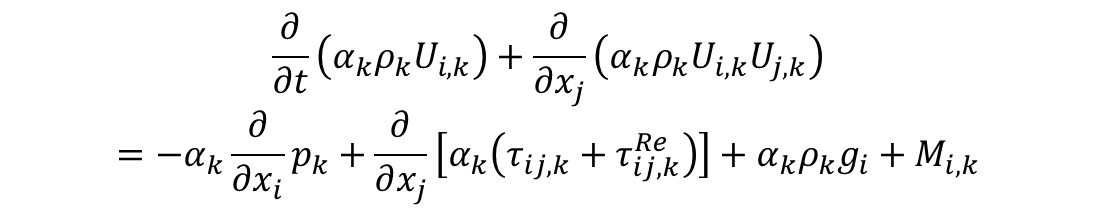 ∂/∂t (α_k ρ_k U_{i,k}) + ∂/∂x_j (α_k ρ_k U_{i,k} U_{j,k})
= −α_k ∂/∂x_i p_k + ∂/∂x_j [α_k (τ_{ij,k} + τ_{ij,k}^{Re})] + α_k ρ_k g_i + M_{i,k}